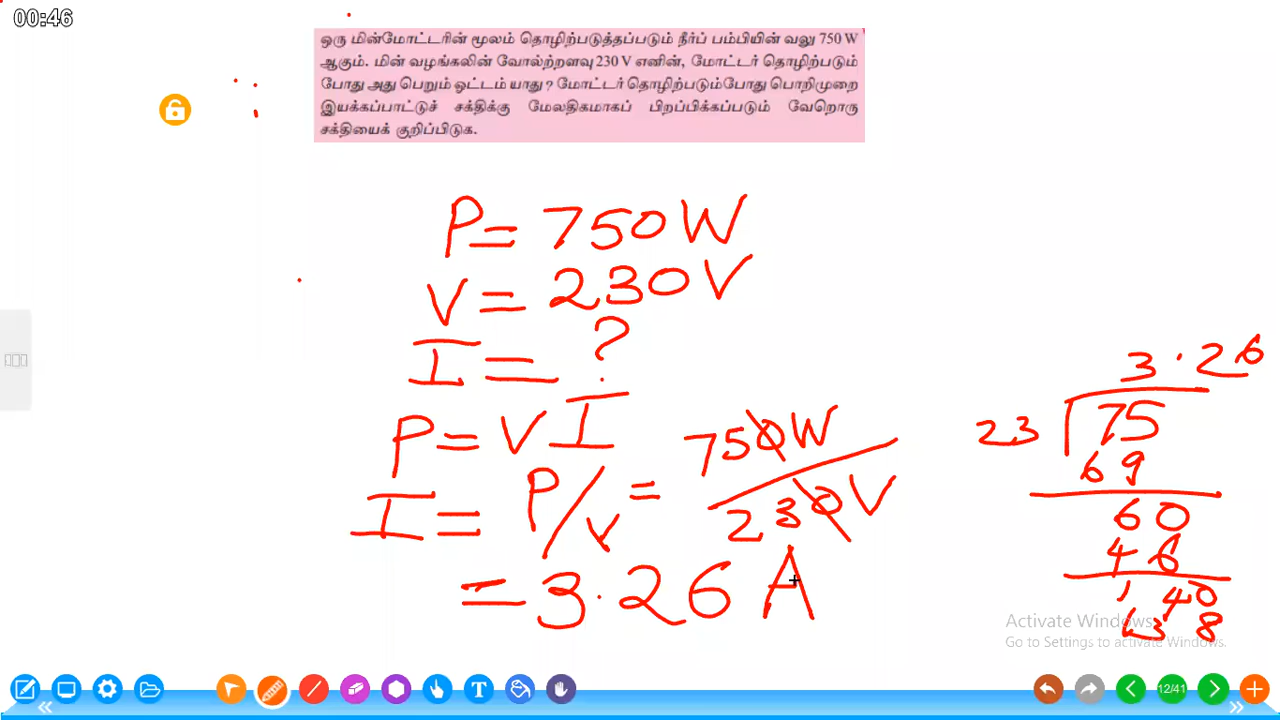 00:46
ஒரு மின்மோட்டரின் மூலம் தொழிற்படுத்தப்படும் நீர்ப் பம்பியின் வலு 750 W
ஆகும். மின் வழங்கலின் வோல்ற்றளவு 230 V எனின், மோட்டர் தொழிற்படும்
போது அது பெறும் ஓட்டம் யாது ? மோட்டர் தொழிற்படும்போது பொறிமுறை
இயக்கப்பாட்டுச் சக்திக்கு மேலதிகமாகப் பிறப்பிக்கப்படும் வேறொரு
சக்தியைக் குறிப்பிடுக.
P = 750 W
V = 230 V
I = ?
P = V I
I = P/V = 750 W / 230 V
= 3.26 A
3.26
23 75
69
60
46
140
138
Activate Windows
Go to Settings to activate Windows.
12/41